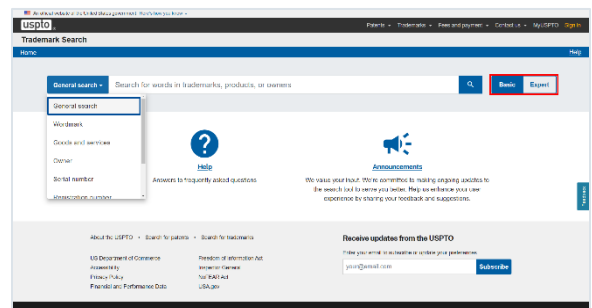 An official website of the United States government Here's how you know
uspto
Patents Trademarks Fees and payment Contact us MyUSPTO Sign in
Trademark Search
Home Help
General search Search for words in trademarks, products, or owners Basic Expert
General search
Wordmark
Goods and services
Owner
Serial number
Registration number
Help
Answers to frequently asked questions
Announcements
We value your input. We're committed to making ongoing updates to
the search tool to serve you better. Help us enhance your user
experience by sharing your feedback and suggestions.
Feedback
About the USPTO Search for patents Search for trademarks
US Department of Commerce Freedom of Information Act
Accessibility Inspector General
Privacy Policy NoFEAR Act
Financial and Performance Data USA.gov
Receive updates from the USPTO
Enter your email to subscribe or update your preferences
your@email.com Subscribe